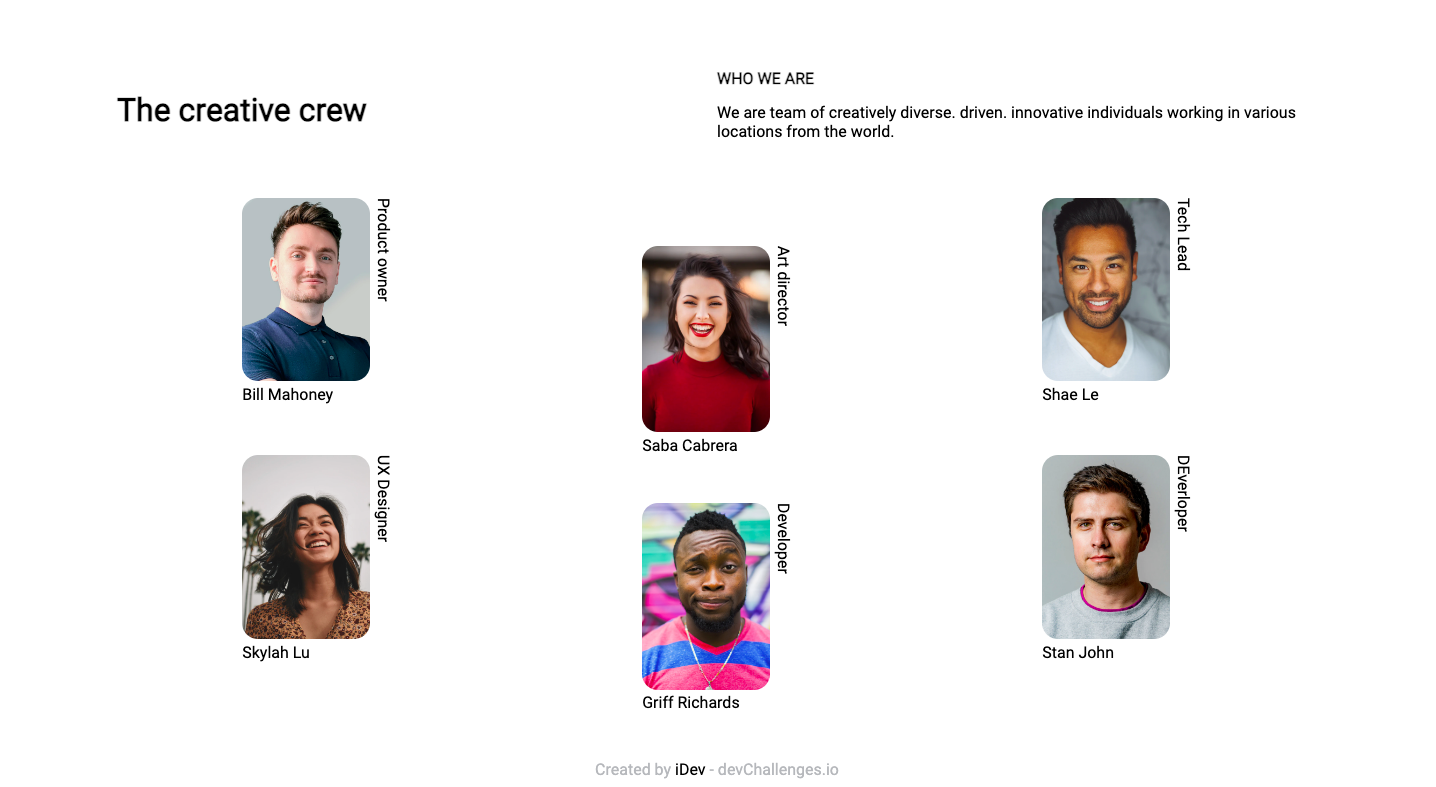 The creative crew
WHO WE ARE
We are team of creatively diverse. driven. innovative individuals working in various
locations from the world.
Product owner
Bill Mahoney
Art director
Saba Cabrera
Tech Lead
Shae Le
UX Designer
Skylah Lu
Developer
Griff Richards
DEverloper
Stan John
Created by iDev - devChallenges.io